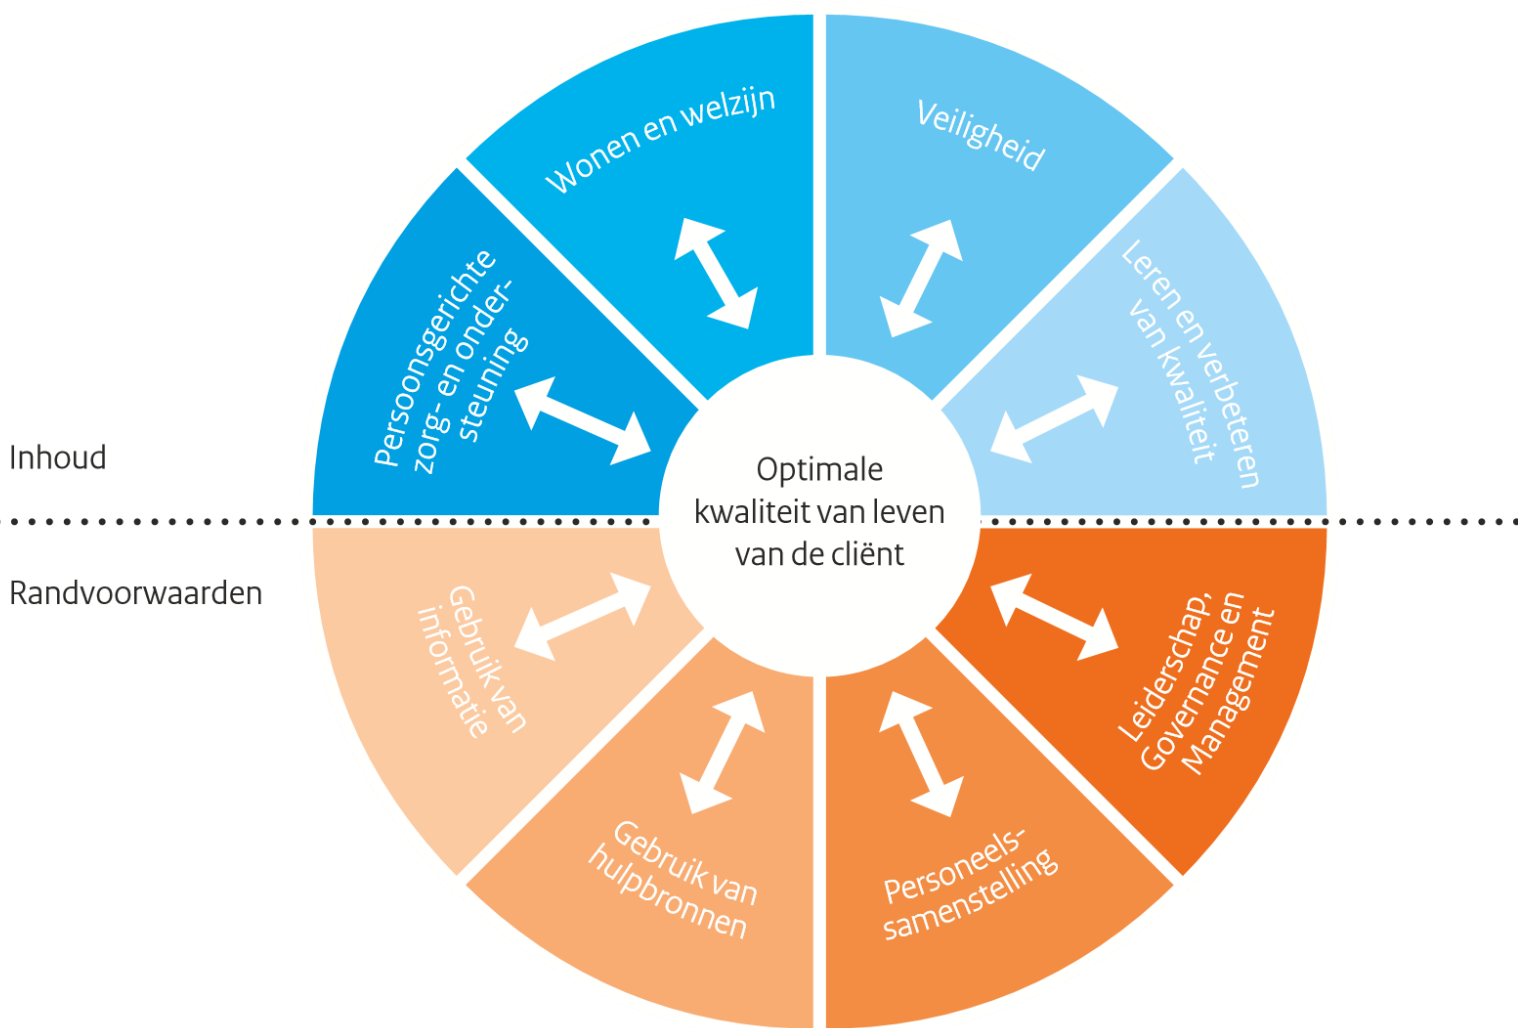 Wonen en welzijn
Veiligheid
Persoonsgerichte
zorg- en onder-
steuning
Leren en verbeteren
van kwaliteit
Inhoud
Optimale
kwaliteit van leven
van de cliënt
Randvoorwaarden
Gebruik van
informatie
Leiderschap,
Governance en
Management
Gebruik van
hulpbronnen
Personeels-
samenstelling